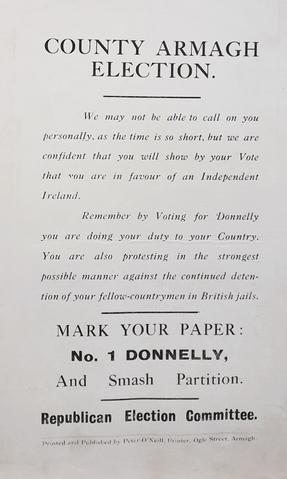 COUNTY ARMAGH
ELECTION.
We may not be able to call on you
personally, as the time is so short, but we are
confident that you will show by your Vote
that you are in favour of an Independent
Ireland.
Remember by Voting for Donnelly
you are doing your duty to your Country.
You are also protesting in the strongest
possible manner against the continued deten-
tion of your fellow-countrymen in British jails.
MARK YOUR PAPER:
No. 1 DONNELLY,
And Smash Partition.
Republican Election Committee.
Printed and Published by Peter O'Neill, Printer, Ogle Street, Armagh.